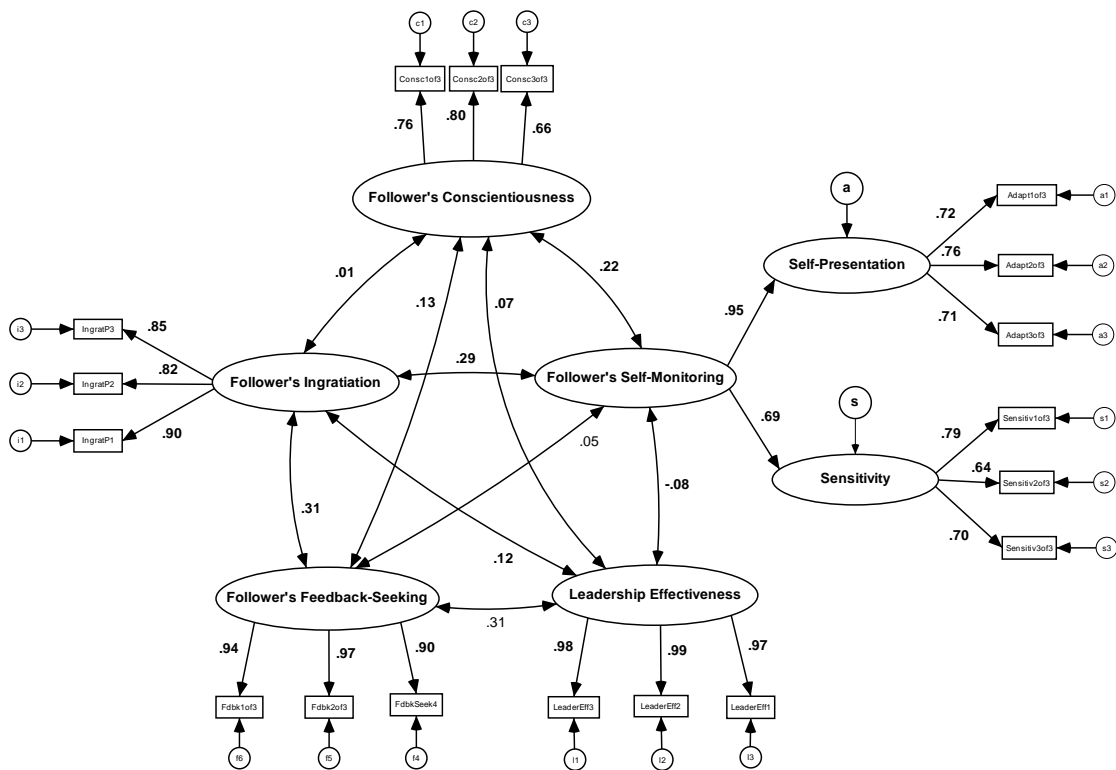 c1
c2
c3
Consc1of3
Consc2of3
Consc3of3
.76
.80
.66
Follower's Conscientiousness
a
Adapt1of3
a1
.72
Self-Presentation
.76
Adapt2of3
a2
.01
.22
.13
.07
.95
.71
Adapt3of3
a3
i3
IngratP3
.85
i2
IngratP2
.82
Follower's Ingratiation
.29
Follower's Self-Monitoring
i1
IngratP1
.90
s
.69
Sensitiv1of3
s1
.79
.05
Sensitivity
.64
Sensitiv2of3
s2
-.08
.31
.70
Sensitiv3of3
s3
.12
Follower's Feedback-Seeking
Leadership Effectiveness
.31
.94
.97
.90
.98
.99
.97
Fdbk1of3
Fdbk2of3
FdbkSeek4
LeaderEff3
LeaderEff2
LeaderEff1
f6
f5
f4
l1
l2
l3